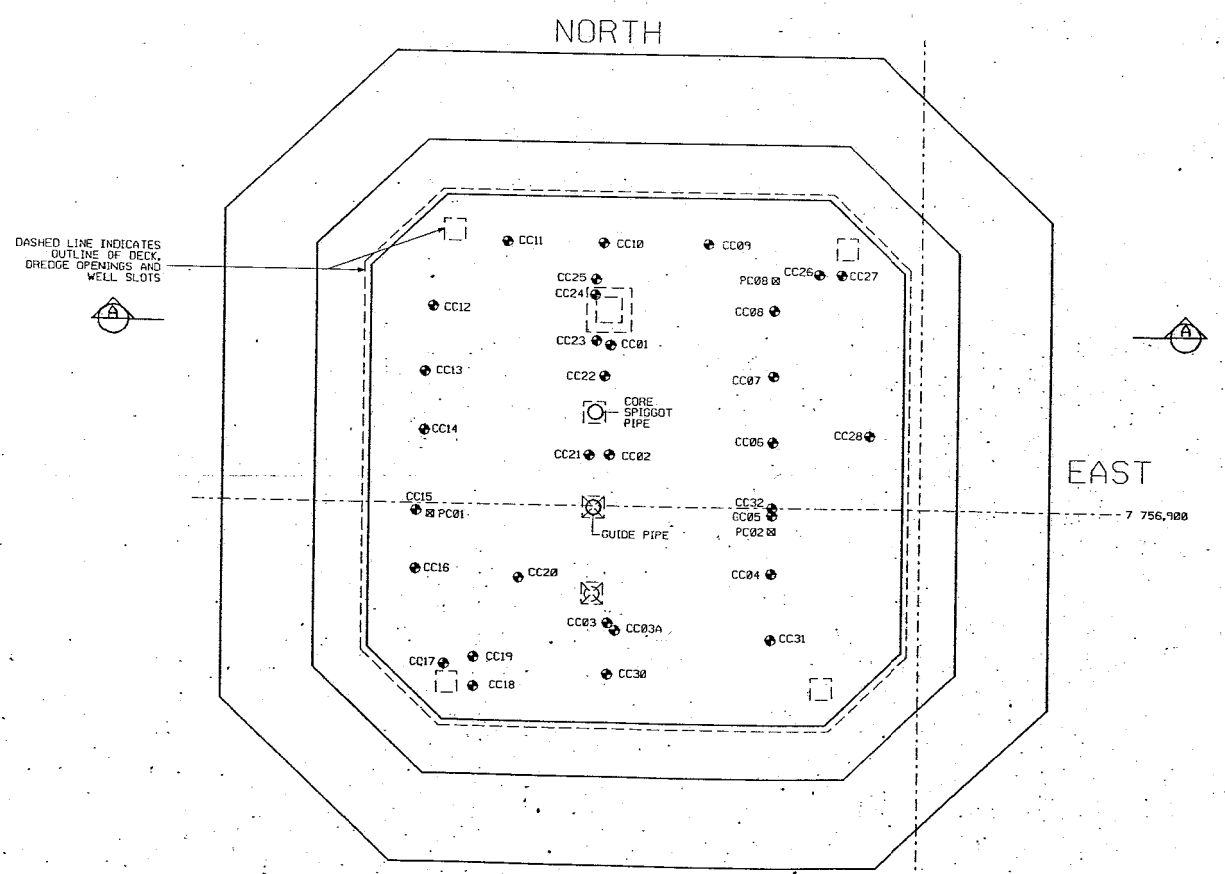 NORTH
DASHED LINE INDICATES
OUTLINE OF DECK,
DREDGE OPENINGS AND
WELL SLOTS
CC11
CC10
CC09
CC25
CC24
PC08
CC26
CC27
CC12
CC08
A
A
CC23
CC01
CC22
CC07
CC13
CORE
SPIGGOT
PIPE
CC14
CC06
CC28
CC21
CC02
EAST
CC15
PC01
CC32
GC05
PC02
7 756,900
GUIDE PIPE
CC16
CC20
CC04
CC03
CC03A
CC31
CC17
CC19
CC18
CC30